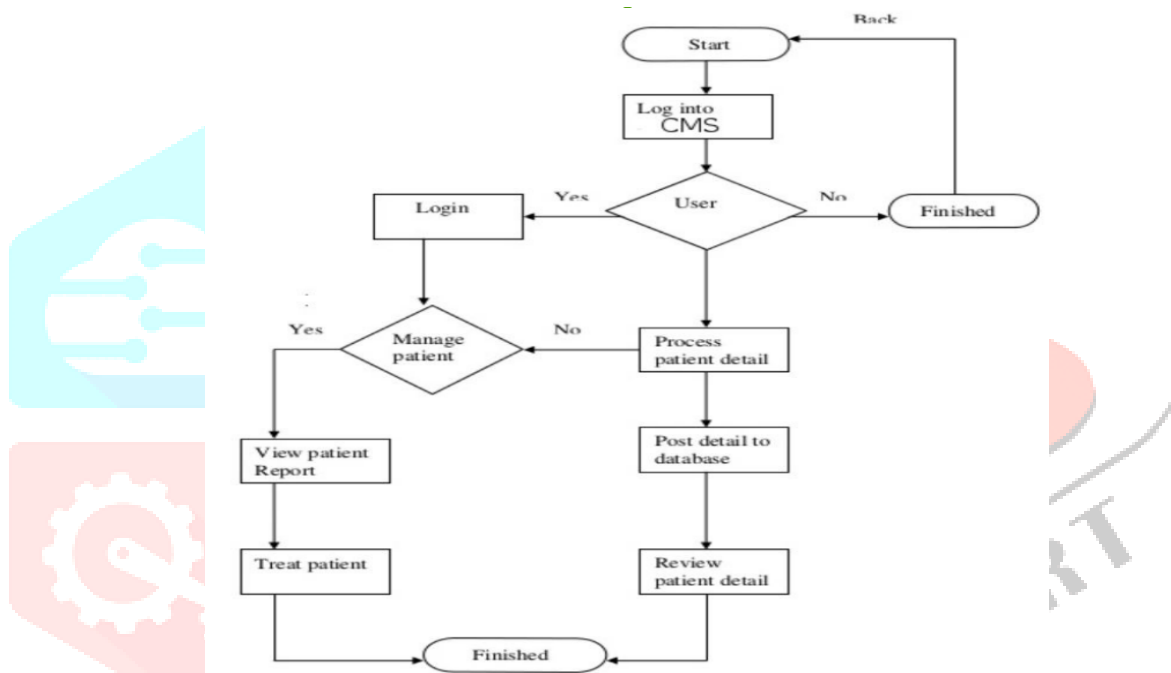 Back
Start
Log into
CMS
User
Yes
No
Login
Finished
Yes
Manage
patient
No
Process
patient detail
View patient
Report
Post detail to
database
Treat patient
Review
patient detail
Finished